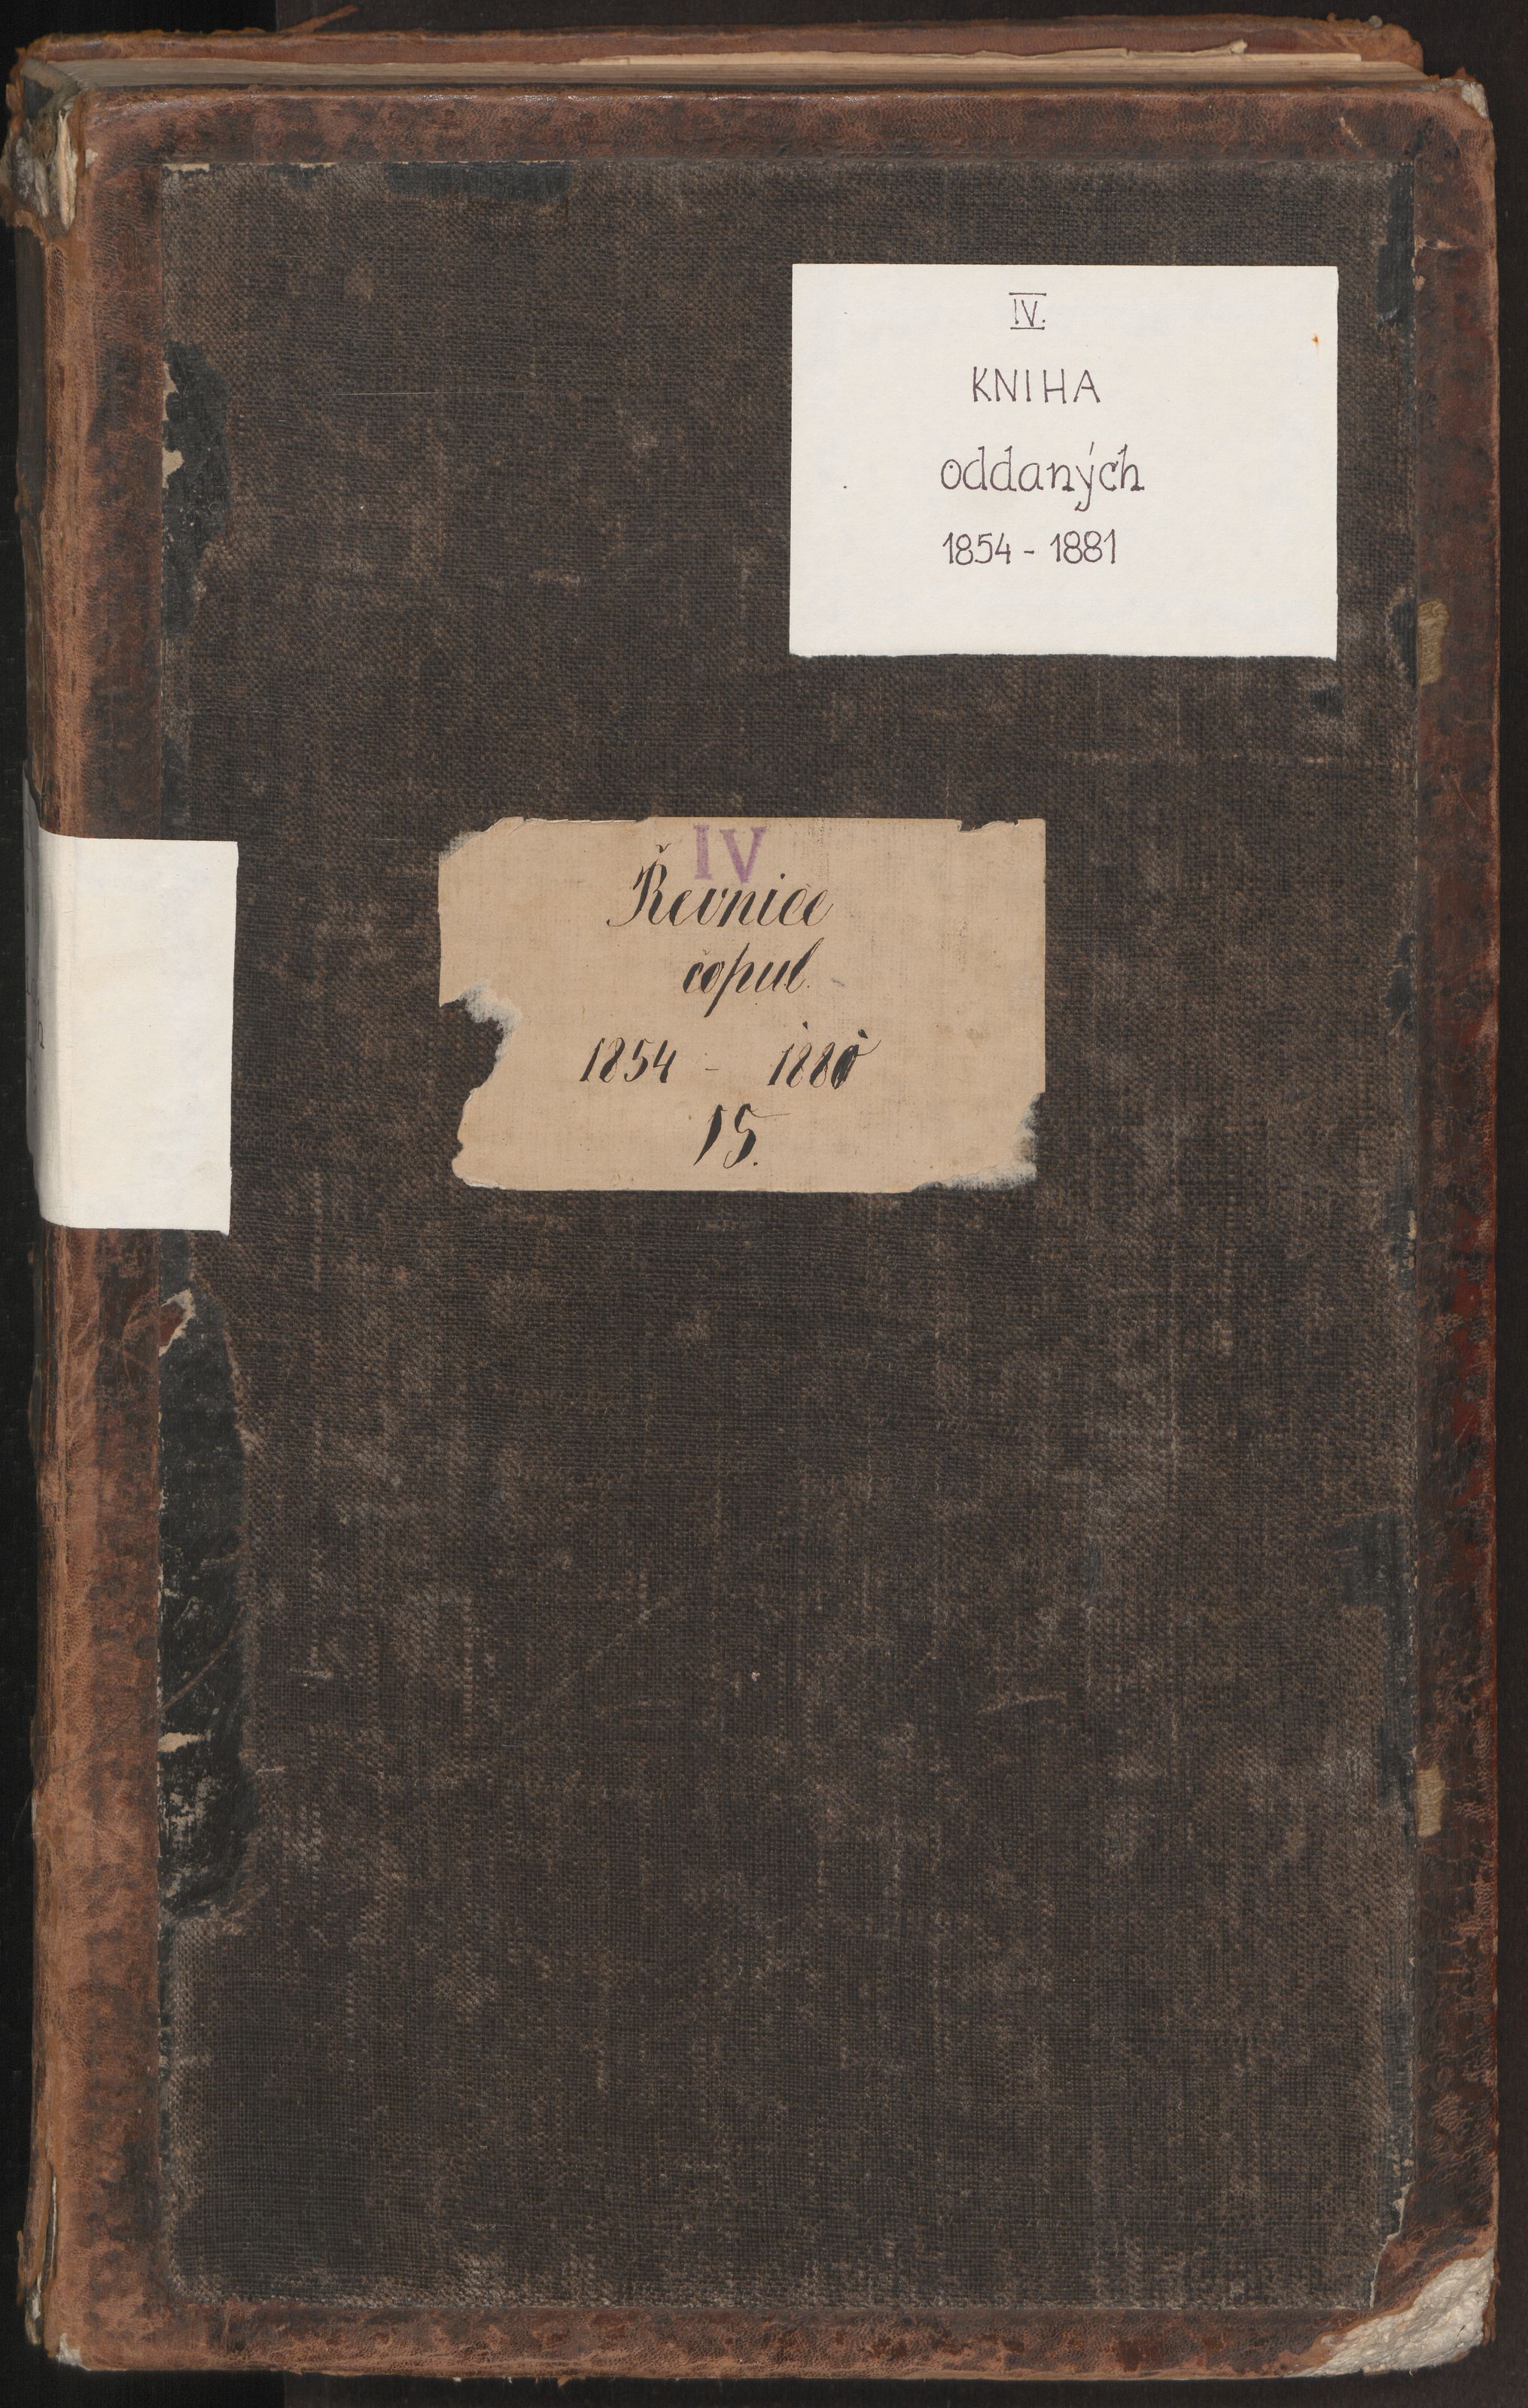 IV.
KNIHA
oddaných
1854 - 1881
IV
Řevnice
copul.
1854 - 1880
15.